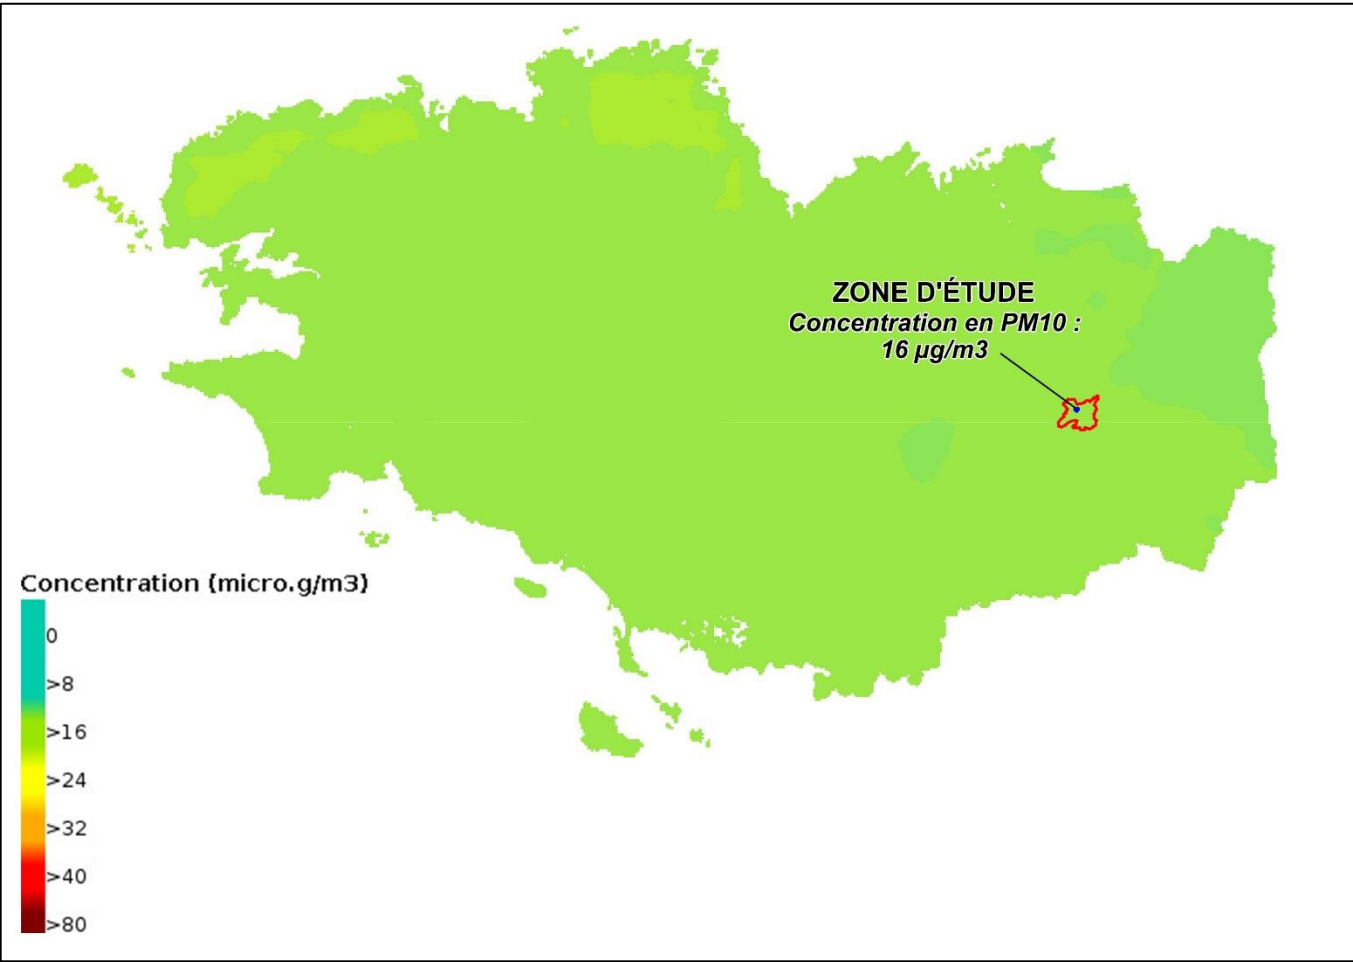 ZONE D'ÉTUDE
Concentration en PM10 :
16 µg/m3
Concentration (micro.g/m3)
0
>8
>16
>24
>32
>40
>80